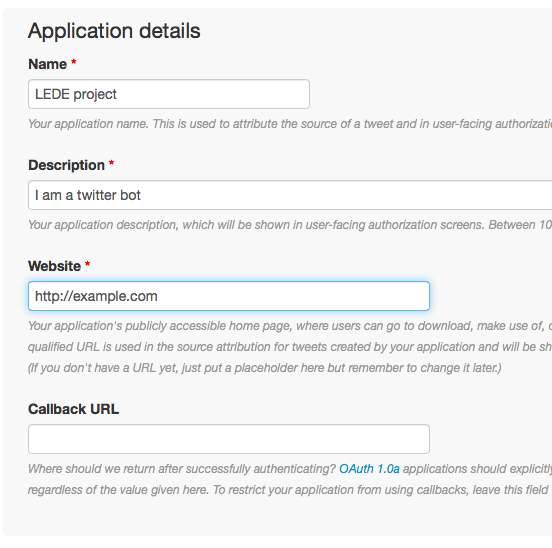 Application details
Name *
LEDE project
Your application name. This is used to attribute the source of a tweet and in user-facing
Description *
I am a twitter bot
Your application description, which will be shown in user-facing authorization screens. Between 10
Website *
http://example.com
Your application's publicly accessible home page, where users can go to download, make use of,
qualified URL is used in the source attribution for tweets created by your application and will be
(If you don't have a URL yet, just put a placeholder here but remember to change it later.)
Callback URL
Where should we return after successfully authenticating? OAuth 1.0a applications should explicitly
regardless of the value given here. To restrict your application from using callbacks, leave this field